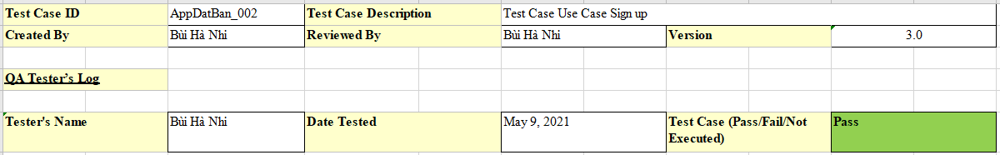 Test Case ID AppDatBan_002 Test Case Description Test Case Use Case Sign up
Created By Bùi Hà Nhi Reviewed By Bùi Hà Nhi Version 3.0
QA Tester's Log
Tester's Name Bùi Hà Nhi Date Tested May 9, 2021 Test Case (Pass/Fail/Not Pass
Executed)